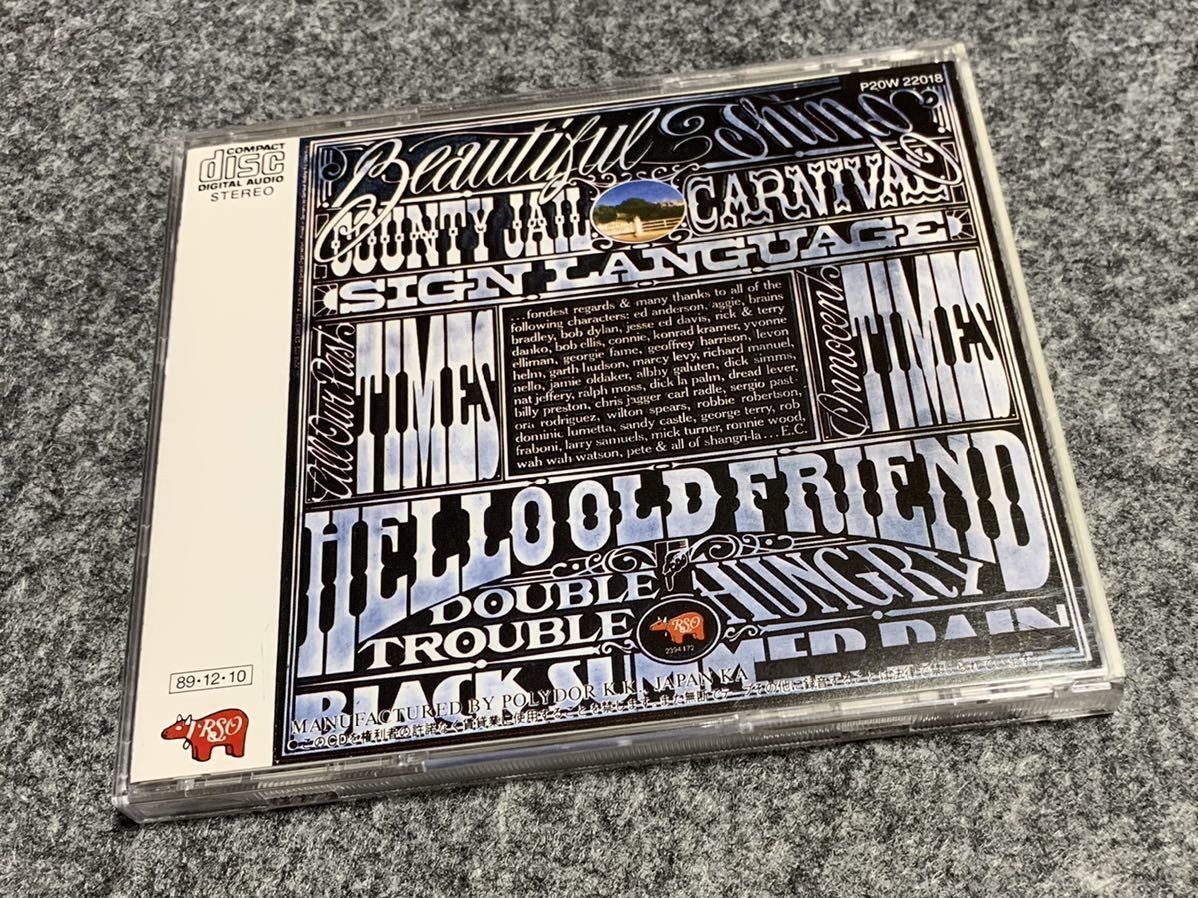 P20W 22018
COMPACT
disc
DIGITAL AUDIO
STEREO
Beautiful Thing
COUNTY JAIL
CARNIVAL
SIGN LANGUAGE
All Our Past
TIMES
...fondest regards & many thanks to all of the
following characters: ed anderson, aggie, brains
bradley, bob dylan, jesse ed davis, rick & terry
danko, bob ellis, connie, konrad kramer, yvonne
elliman, georgie fame, geoffrey harrison, levon
helm, garth hudson, marcy levy, richard manuel,
nello, jamie oldaker, albhy galuten, dick simms,
nat jeffery, ralph moss, dick la palm, dread lever,
billy preston, chris jagger carl radle, sergio past-
ora rodriguez, wilton spears, robbie robertson,
dominic lumetta, sandy castle, george terry, rob
fraboni, larry samuels, mick turner, ronnie wood,
wah wah watson, pete & all of shangri-la...E.C.
Innocent
TIMES
HELLO OLD FRIEND
DOUBLE
TROUBLE
HUNGRY
RSO
2394 172
BLACK SUMMER RAIN
MANUFACTURED BY POLYDOR K.K., JAPAN KA
89・12・10
RSO